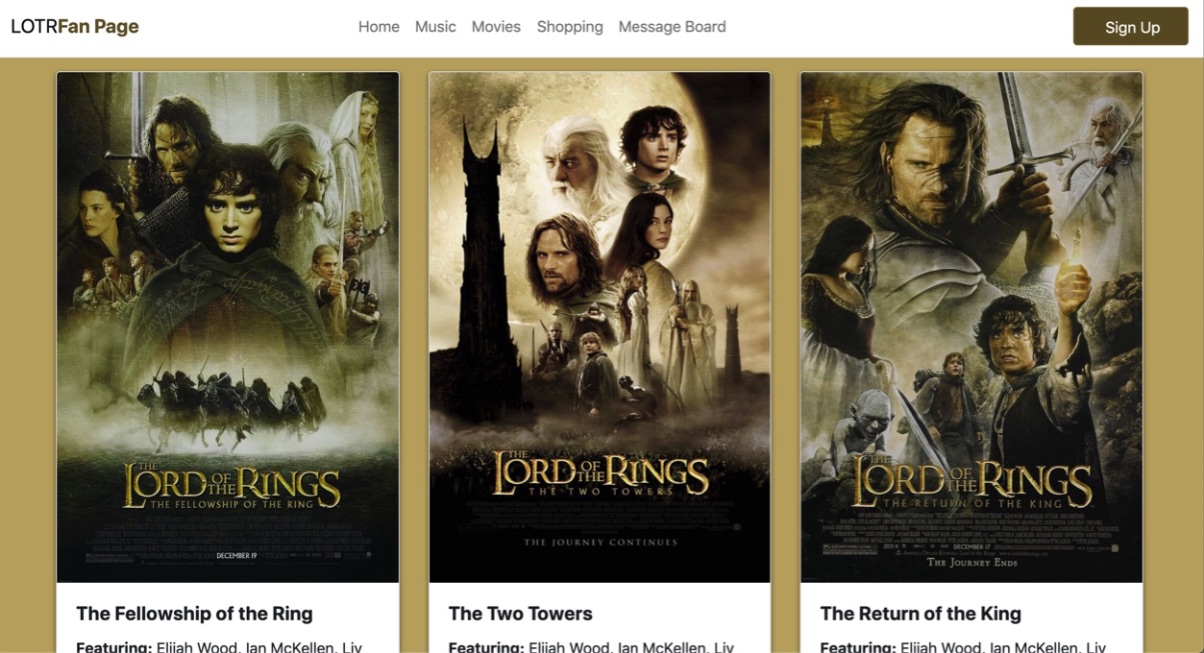 LOTRFan Page
Home Music Movies Shopping Message Board
Sign Up
THE
LORD OF THE RINGS
THE FELLOWSHIP OF THE RING
DECEMBER 19
THE
LORD OF THE RINGS
THE TWO TOWERS
THE JOURNEY CONTINUES
THE
LORD OF THE RINGS
THE RETURN OF THE KING
DECEMBER 17
THE JOURNEY ENDS
The Fellowship of the Ring
Featuring: Elijah Wood, Ian McKellen, Liv
The Two Towers
Featuring: Elijah Wood, Ian McKellen, Liv
The Return of the King
Featuring: Elijah Wood, Ian McKellen, Liv